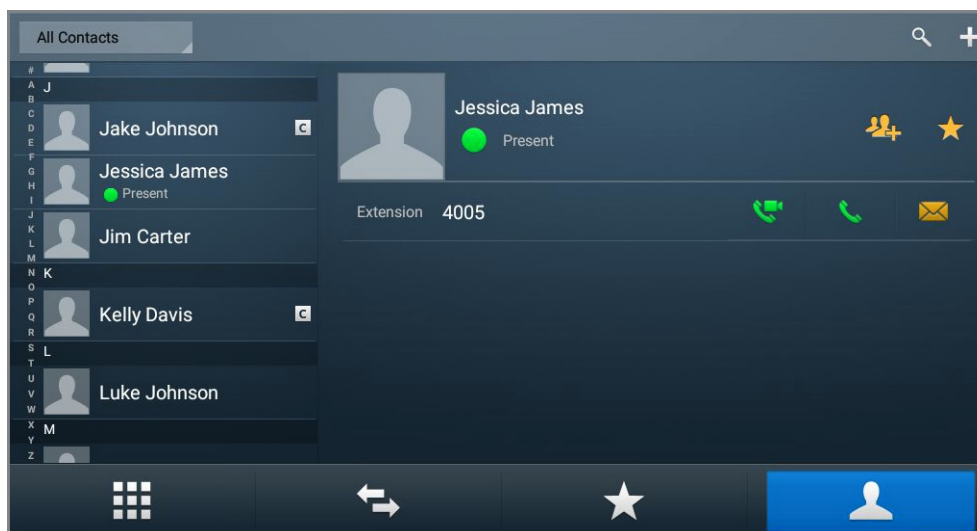 All Contacts
#
A
B
C
D
E
F
G
H
I
J
K
L
M
N
O
P
Q
R
S
T
U
V
W
X
Y
Z
J
Jake Johnson C
Jessica James
Present
Jim Carter
K
Kelly Davis C
L
Luke Johnson
M
Jessica James
Present
Extension 4005